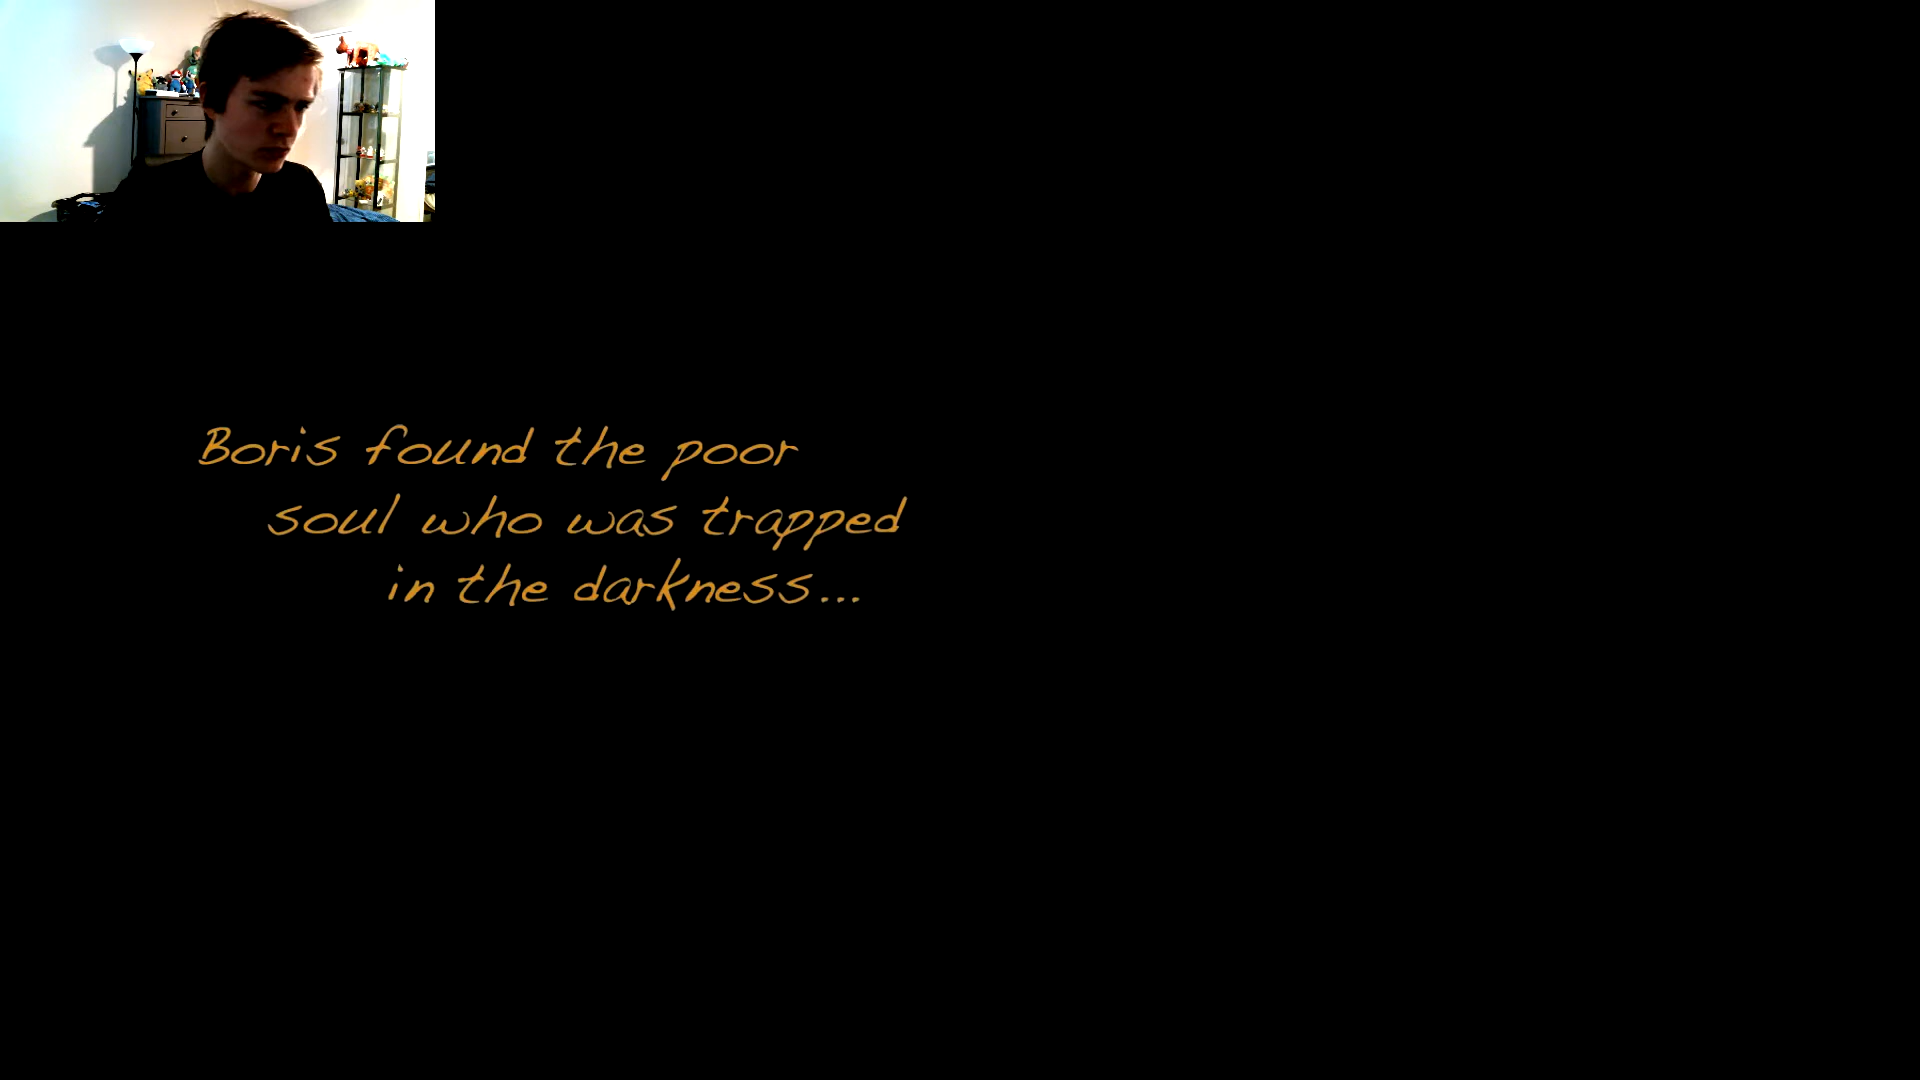 Boris found the poor
soul who was trapped
in the darkness...